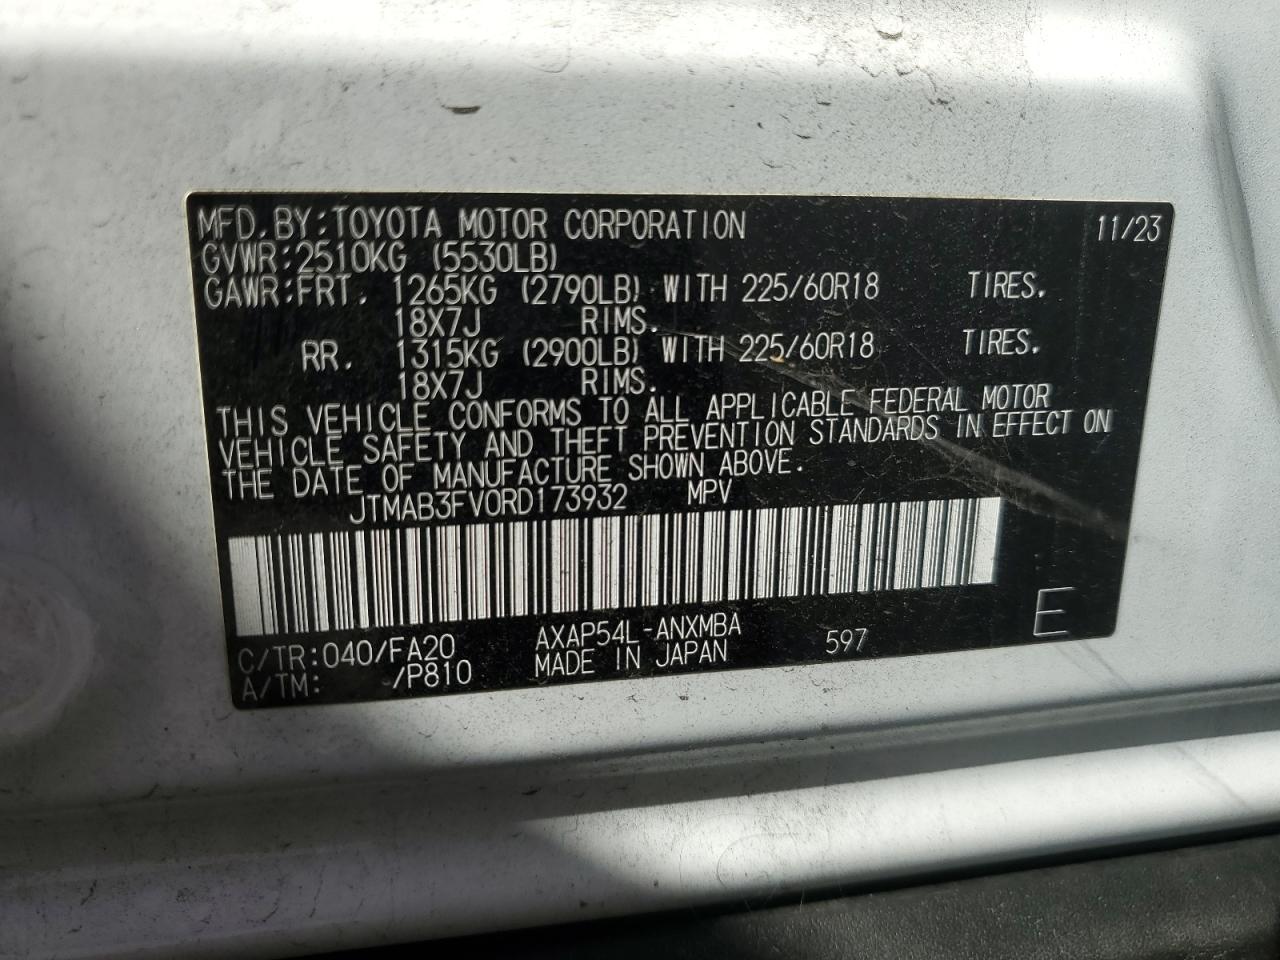 MFD. BY: TOYOTA MOTOR CORPORATION 11/23
GVWR: 2510KG (5530LB)
GAWR: FRT. 1265KG (2790LB) WITH 225/60R18 TIRES.
18X7J RIMS.
RR. 1315KG (2900LB) WITH 225/60R18 TIRES.
18X7J RIMS.
THIS VEHICLE CONFORMS TO ALL APPLICABLE FEDERAL MOTOR
VEHICLE SAFETY AND THEFT PREVENTION STANDARDS IN EFFECT ON
THE DATE OF MANUFACTURE SHOWN ABOVE.
JTMAB3FV0RD173932 MPV
C/TR: 040/FA20 AXAP54L-ANXMBA 597 E
A/TM: /P810 MADE IN JAPAN